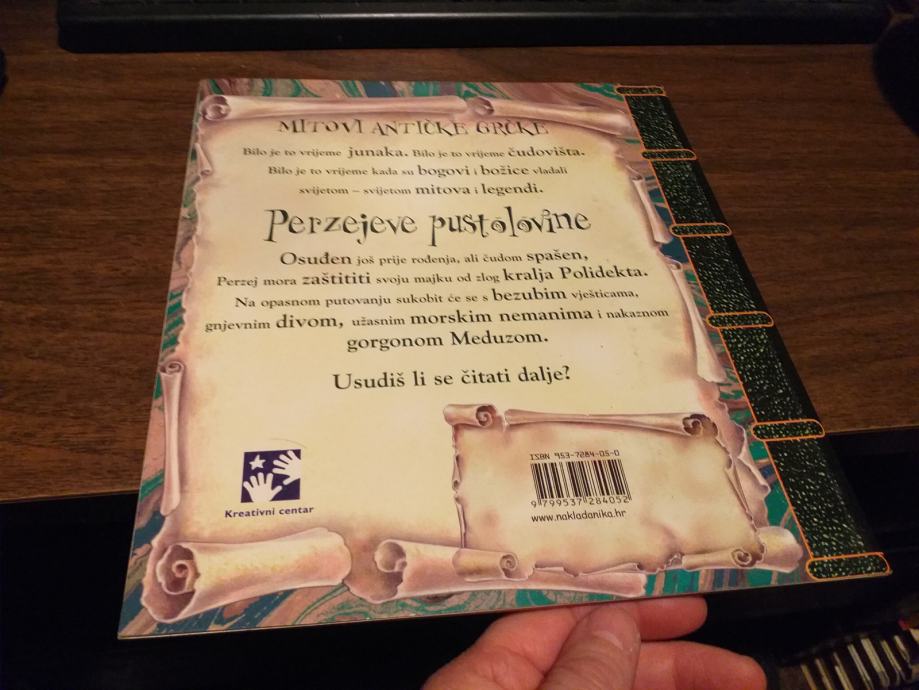 MITOVI ANTIČKE GRČKE
Bilo je to vrijeme junaka. Bilo je to vrijeme čudovišta.
Bilo je to vrijeme kada su bogovi i božice vladali
svijetom – svijetom mitova i legendi.
Perzejeve pustolovine
Osuđen još prije rođenja, ali čudom spašen,
Perzej mora zaštititi svoju majku od zlog kralja Polidekta.
Na opasnom putovanju sukobit će se s bezubim vješticama,
gnjevnim divom, užasnim morskim nemanima i nakaznom
gorgonom Meduzom.
Usudiš li se čitati dalje?
ISBN 953-7284-05-0
9 799537 284052
www.nakladanika.hr
Kreativni centar